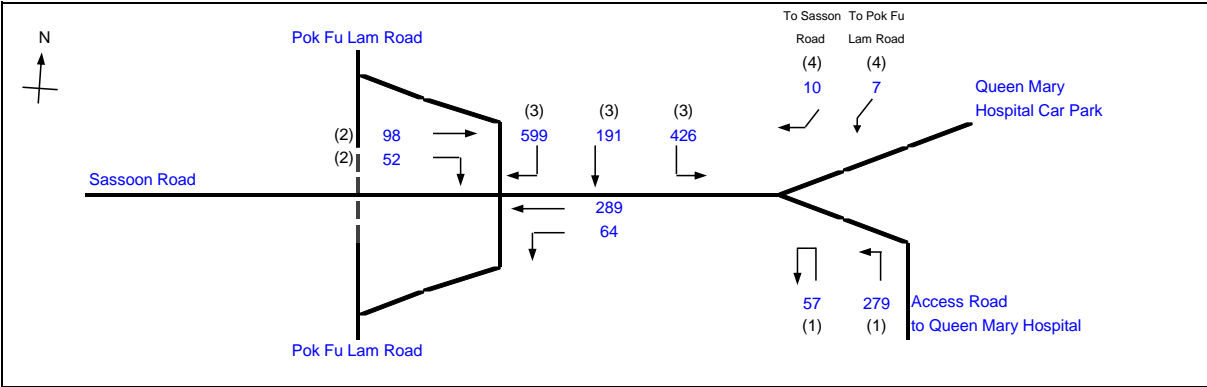 To Sasson
Road
To Pok Fu
Lam Road
N
Pok Fu Lam Road
(4)
(4)
10
7
Queen Mary
Hospital Car Park
(3)
(3)
(3)
(2)
98
599
191
426
(2)
52
Sassoon Road
289
64
57
279
Access Road
(1)
(1)
to Queen Mary Hospital
Pok Fu Lam Road